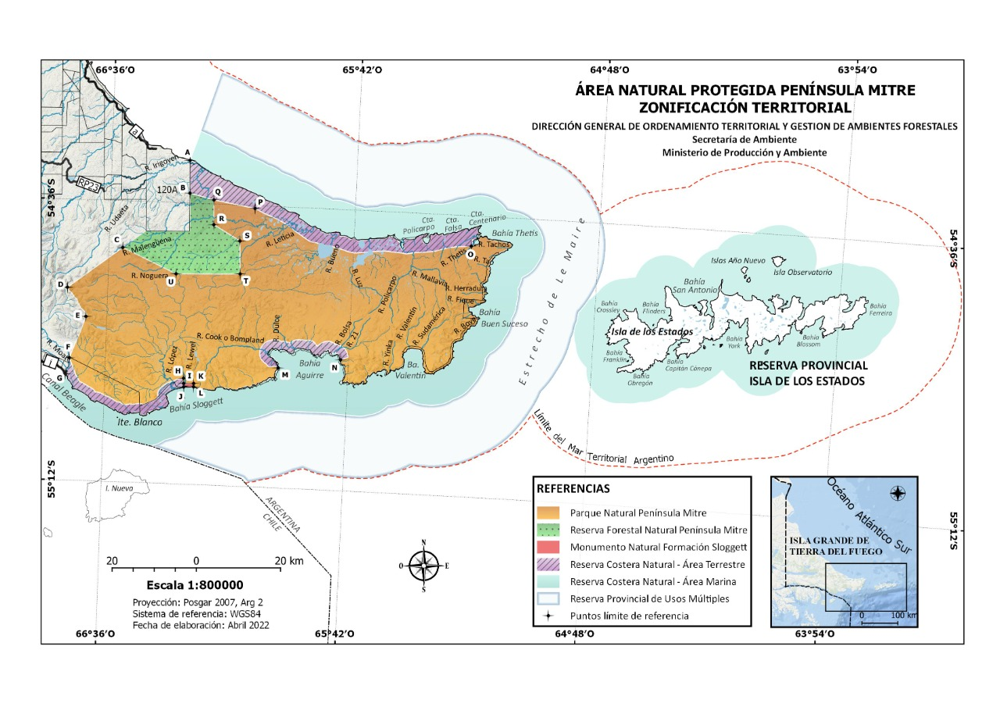 66°36'O
65°42'O
64°48'O
63°54'O
ÁREA NATURAL PROTEGIDA PENÍNSULA MITRE
ZONIFICACIÓN TERRITORIAL
DIRECCIÓN GENERAL DE ORDENAMIENTO TERRITORIAL Y GESTION DE AMBIENTES FORESTALES
Secretaría de Ambiente
Ministerio de Producción y Ambiente
a
RP23
54°36'S
54°36'S
A
R. Irigoyen
120A
B
Q
P
R
S
C
R. Udaeta
R. Malenguena
R. Leticia
R. Noguera
U
T
D
E
F
G
R. Moat
J
Canal Beagle
R. López
R. Lewel
H
I
K
J
L
Bahía Sloggett
Ite. Blanco
R. Cook o Bompland
R. Dulce
M
N
Bahía
Aguirre
R. Bolsa
R. 21
R. Bueno
R. Luz
R. Policarpo
R. Yinka
R. Valentín
R. Sudamérica
Ba.
Valentín
R. Mallavia
R. Thetis
O
R. Tachos
R. Herradura
R. Fique
Bahía
Buen Suceso
Cta.
Policarpo
Cta.
Falsa
Cta.
Centenario
Bahía Thetis
Estrecho de Le Maire
Islas Año Nuevo
Isla Observatorio
Bahía
San Antonio
Bahía
Crossley
Bahía
Flinders
Bahía
Ferreira
Isla de los Estados
Bahía
Franklin
Bahía
York
Bahía
Blossom
Bahía
Capitán Cánepa
Bahía
Obregón
RESERVA PROVINCIAL
ISLA DE LOS ESTADOS
Límite del Mar Territorial Argentino
55°12'S
55°12'S
I. Nueva
ARGENTINA
CHILE
20 0 20 km
Escala 1:800000
Proyección: Posgar 2007, Arg 2
Sistema de referencia: WGS84
Fecha de elaboración: Abril 2022
N
O
E
S
REFERENCIAS
Parque Natural Península Mitre
Reserva Forestal Natural Península Mitre
Monumento Natural Formación Sloggett
Reserva Costera Natural - Área Terrestre
Reserva Costera Natural - Área Marina
Reserva Provincial de Usos Múltiples
Puntos límite de referencia
Océano Atlántico Sur
ISLA GRANDE DE
TIERRA DEL FUEGO
0 100 km
66°36'O
65°42'O
64°48'O
63°54'O